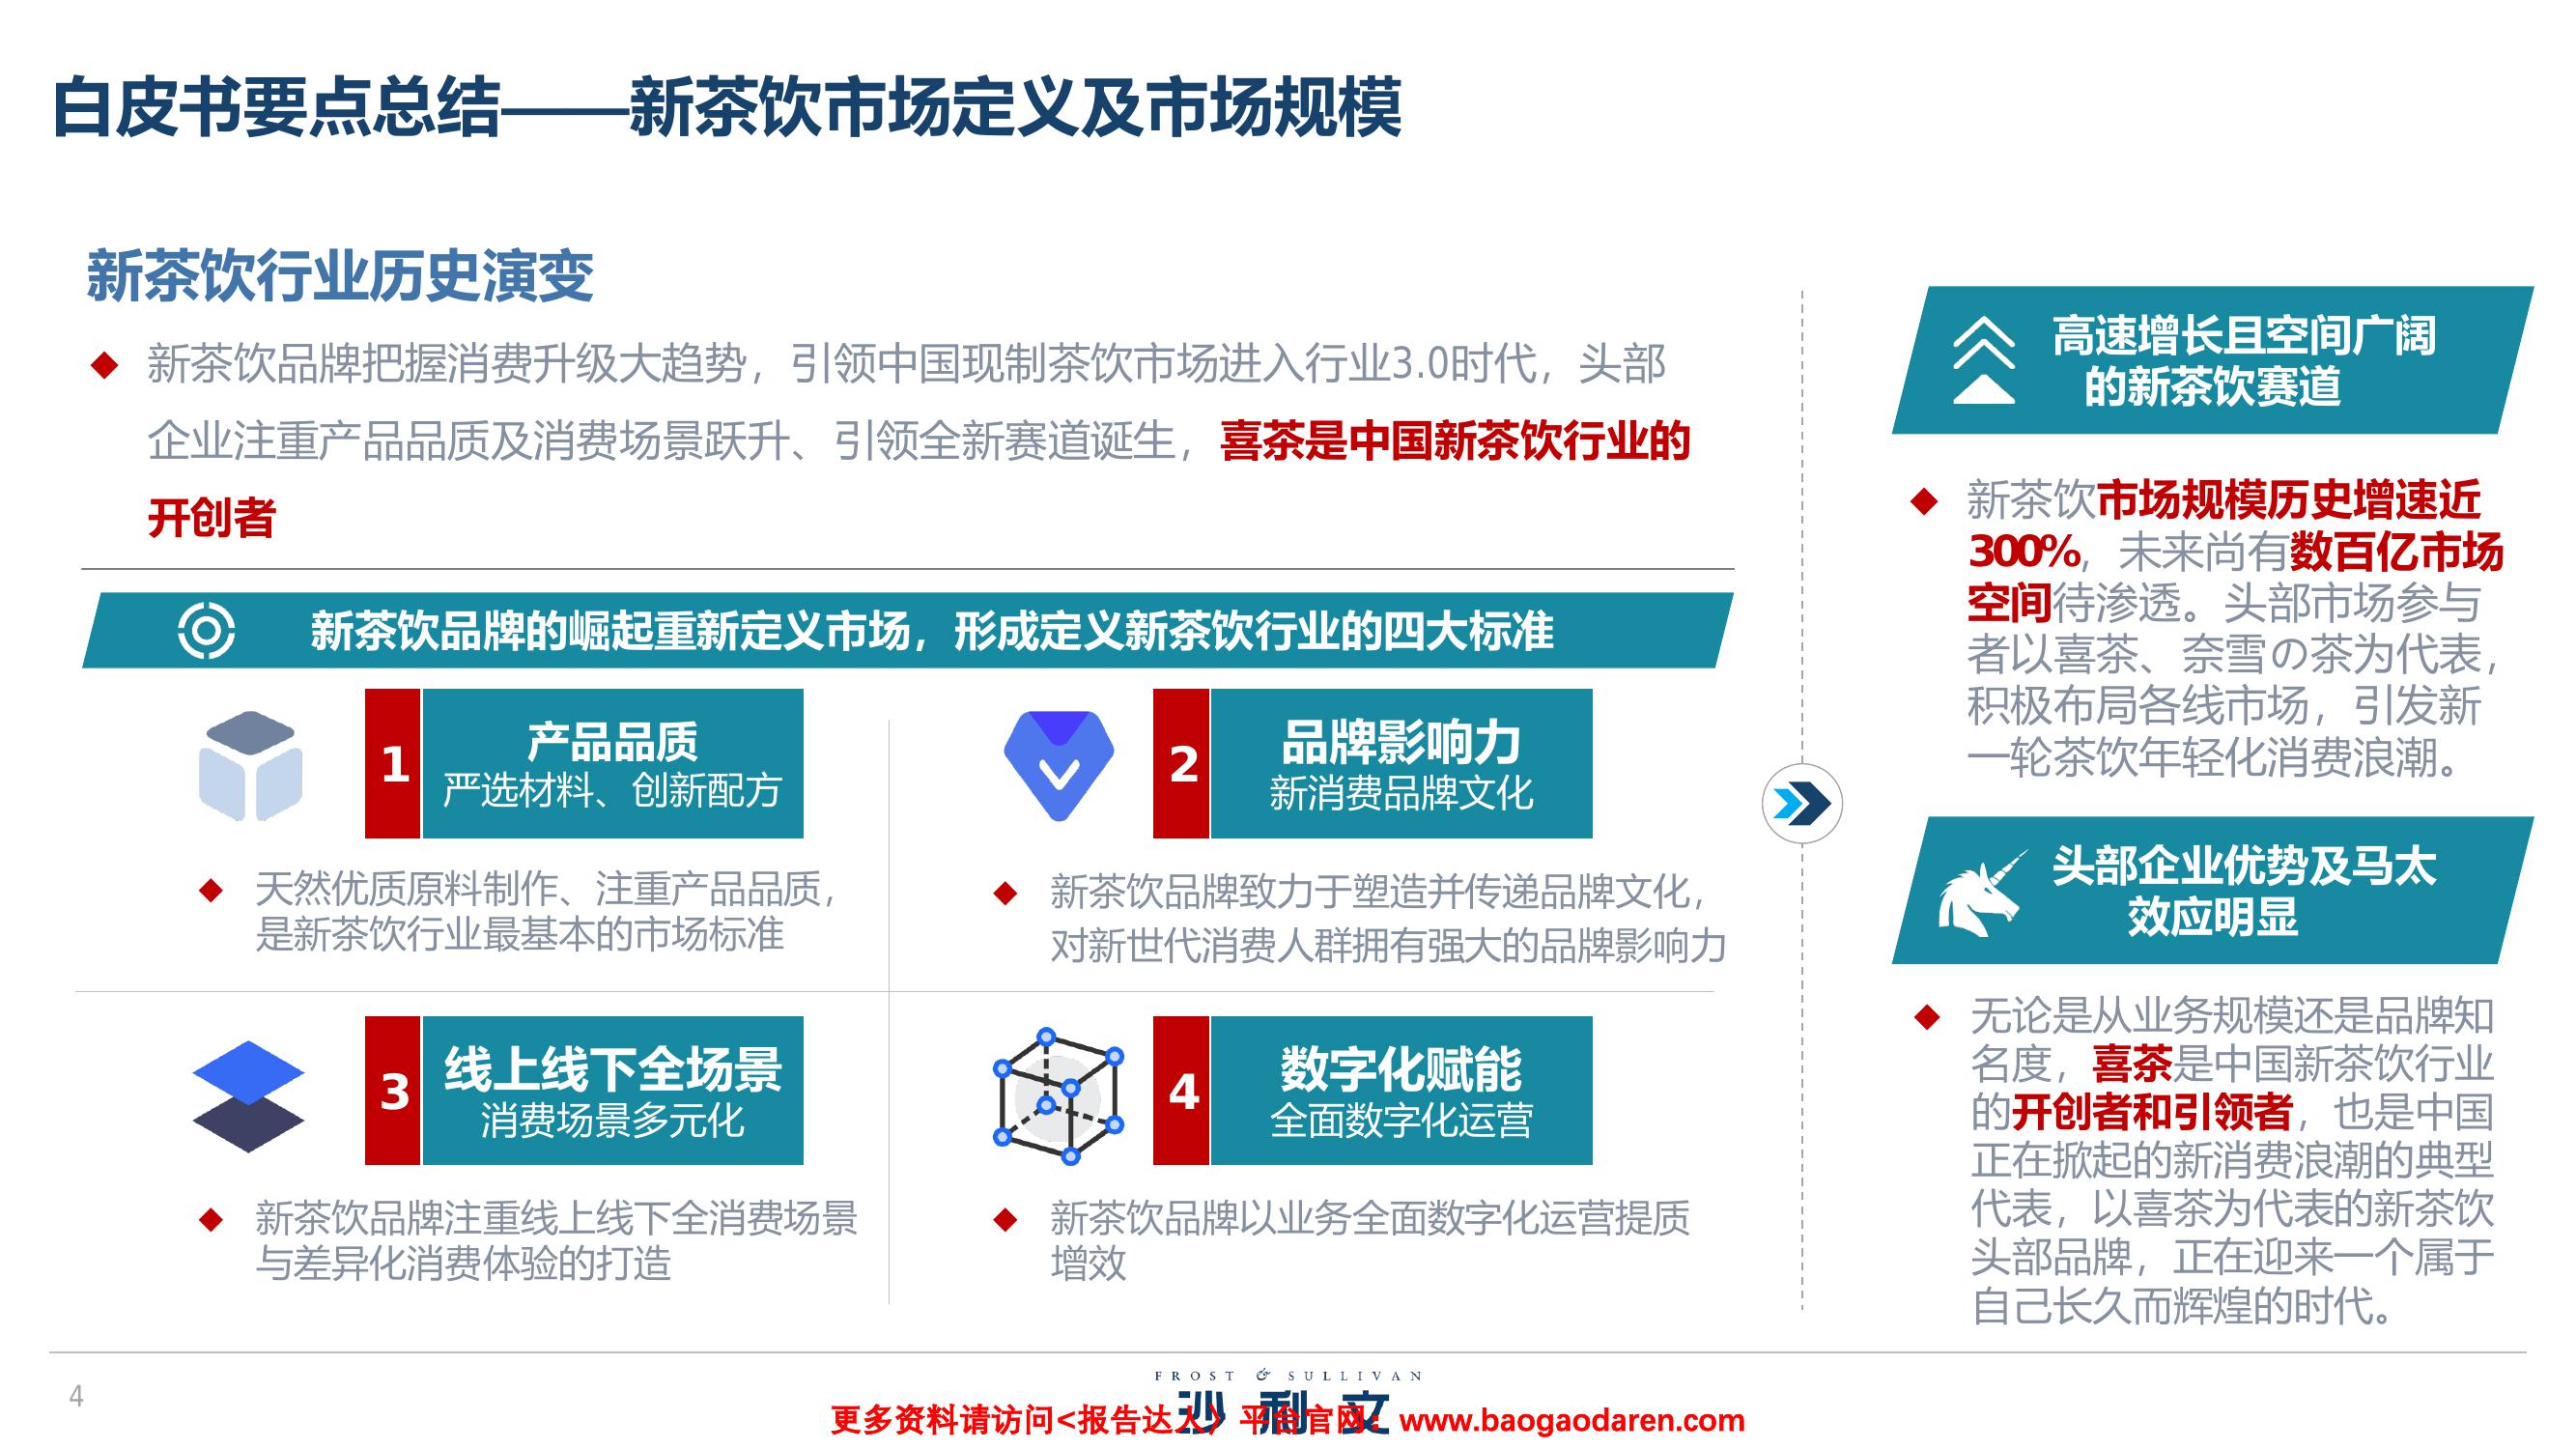 白皮书要点总结——新茶饮市场定义及市场规模
新茶饮行业历史演变
新茶饮品牌把握消费升级大趋势，引领中国现制茶饮市场进入行业3.0时代，头部
企业注重产品品质及消费场景跃升、引领全新赛道诞生，喜茶是中国新茶饮行业的
开创者
新茶饮品牌的崛起重新定义市场，形成定义新茶饮行业的四大标准
1
产品品质
严选材料、创新配方
天然优质原料制作、注重产品品质，
是新茶饮行业最基本的市场标准
2
品牌影响力
新消费品牌文化
新茶饮品牌致力于塑造并传递品牌文化，
对新世代消费人群拥有强大的品牌影响力
3
线上线下全场景
消费场景多元化
新茶饮品牌注重线上线下全消费场景
与差异化消费体验的打造
4
数字化赋能
全面数字化运营
新茶饮品牌以业务全面数字化运营提质
增效
高速增长且空间广阔
的新茶饮赛道
新茶饮市场规模历史增速近
300%，未来尚有数百亿市场
空间待渗透。头部市场参与
者以喜茶、奈雪の茶为代表，
积极布局各线市场，引发新
一轮茶饮年轻化消费浪潮。
头部企业优势及马太
效应明显
无论是从业务规模还是品牌知
名度，喜茶是中国新茶饮行业
的开创者和引领者，也是中国
正在掀起的新消费浪潮的典型
代表，以喜茶为代表的新茶饮
头部品牌，正在迎来一个属于
自己长久而辉煌的时代。
4
FROST & SULLIVAN
沙利文
更多资料请访问<报告达人》平台官网：www.baogaodaren.com